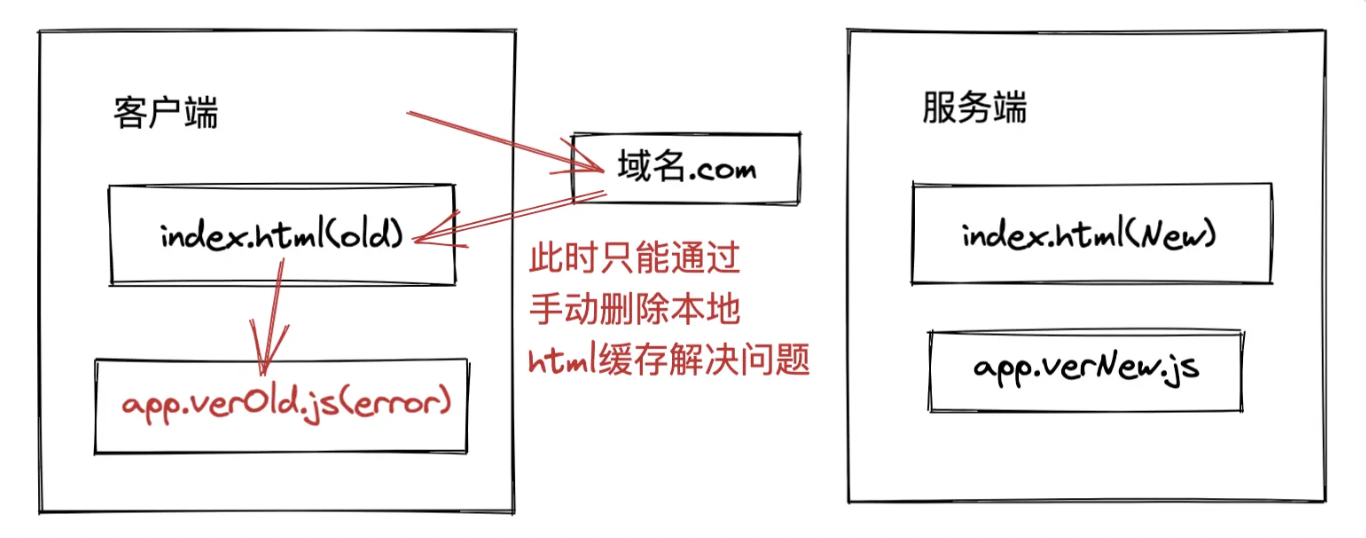 客户端
index.html(old)
app.verOld.js(error)
域名.com
此时只能通过
手动删除本地
html缓存解决问题
服务端
index.html(New)
app.verNew.js